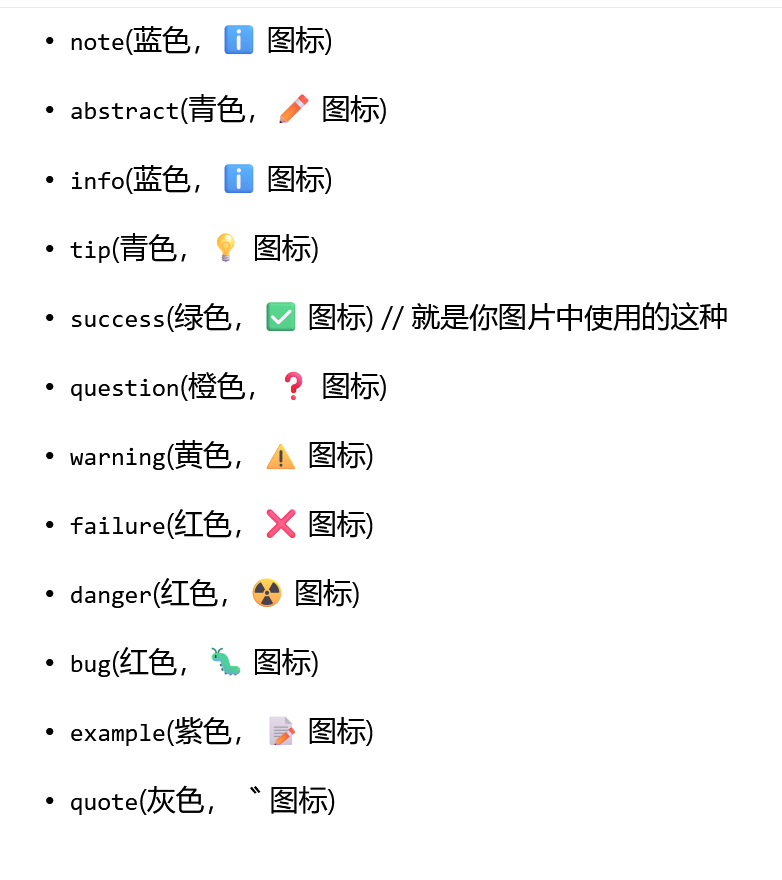 • note(蓝色， ℹ️ 图标)
• abstract(青色， ✏️ 图标)
• info(蓝色， ℹ️ 图标)
• tip(青色， 💡 图标)
• success(绿色， ✅ 图标) // 就是你图片中使用的这种
• question(橙色， ❓ 图标)
• warning(黄色， ⚠️ 图标)
• failure(红色， ❌ 图标)
• danger(红色， ☢️ 图标)
• bug(红色， 🐛 图标)
• example(紫色， 📝 图标)
• quote(灰色， 〝 图标)